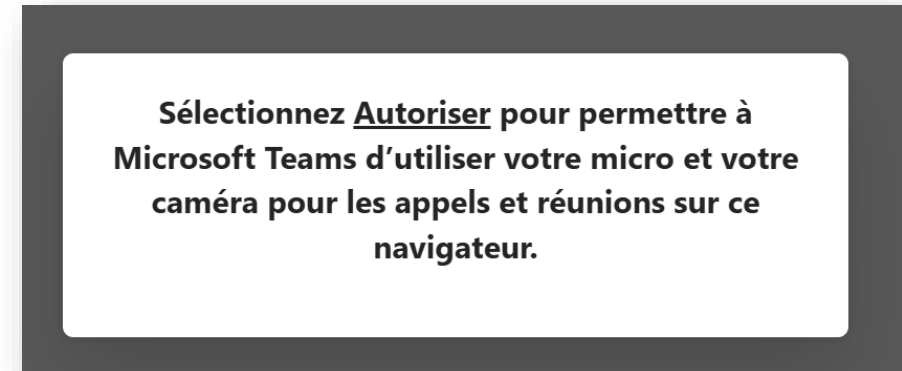 Sélectionnez Autoriser pour permettre à
Microsoft Teams d’utiliser votre micro et votre
caméra pour les appels et réunions sur ce
navigateur.